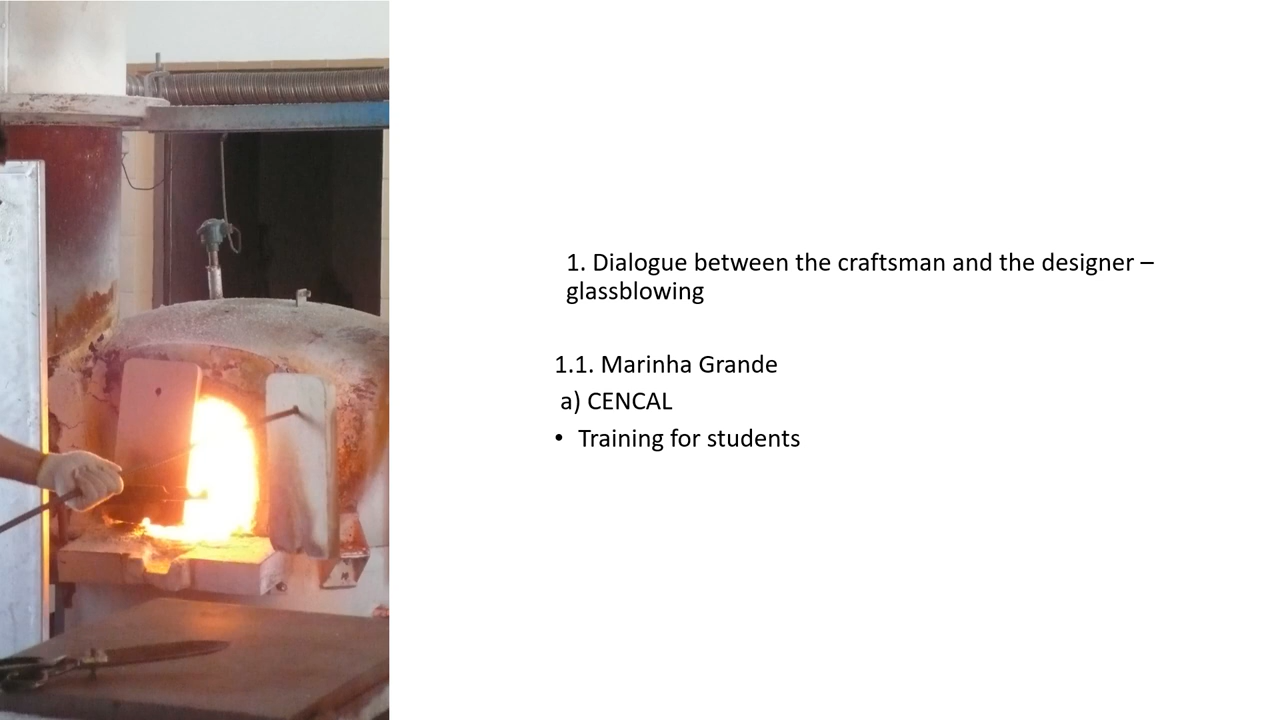 1. Dialogue between the craftsman and the designer –
glassblowing
1.1. Marinha Grande
a) CENCAL
• Training for students